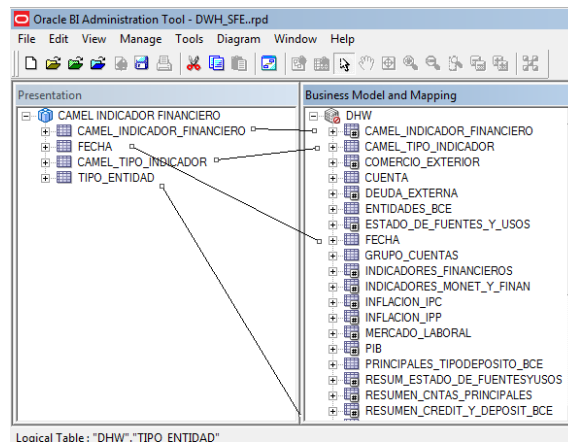 Oracle BI Administration Tool - DWH_SFE..rpd
File Edit View Manage Tools Diagram Window Help
Presentation
CAMEL INDICADOR FINANCIERO
CAMEL_INDICADOR_FINANCIERO
FECHA
CAMEL_TIPO_INDICADOR
TIPO_ENTIDAD
Business Model and Mapping
DHW
CAMEL_INDICADOR_FINANCIERO
CAMEL_TIPO_INDICADOR
COMERCIO_EXTERIOR
CUENTA
DEUDA_EXTERNA
ENTIDADES_BCE
ESTADO_DE_FUENTES_Y_USOS
FECHA
GRUPO_CUENTAS
INDICADORES_FINANCIEROS
INDICADORES_MONET_Y_FINAN
INFLACION_IPC
INFLACION_IPP
MERCADO_LABORAL
PIB
PRINCIPALES_TIPODEPOSITO_BCE
RESUM_ESTADO_DE_FUENTESYUSOS
RESUMEN_CNTAS_PRINCIPALES
RESUMEN_CREDIT_Y_DEPOSIT_BCE
Logical Table : "DHW"."TIPO_ENTIDAD"